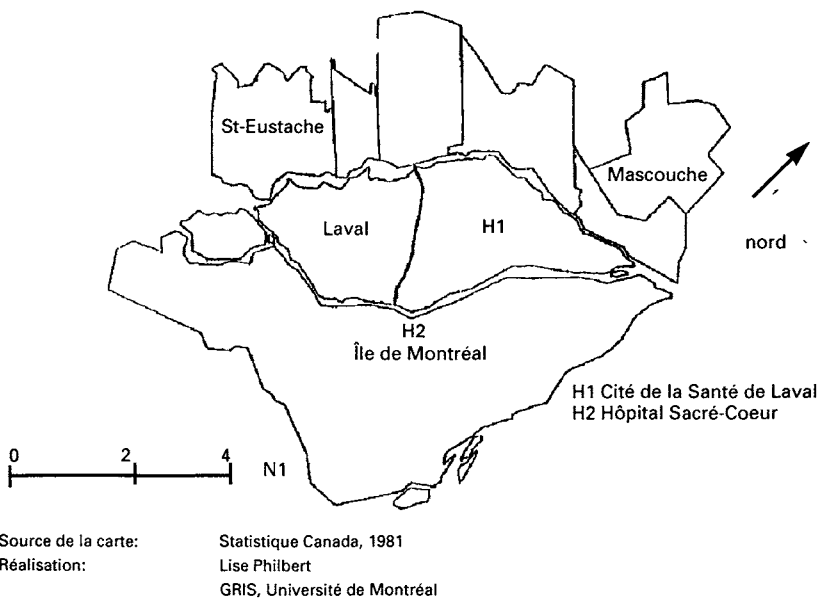 St-Eustache
Mascouche
Laval
H1
nord
H2
Île de Montréal
H1 Cité de la Santé de Laval
H2 Hôpital Sacré-Coeur
0 2 4
N1
Source de la carte: Statistique Canada, 1981
Réalisation: Lise Philbert
GRIS, Université de Montréal